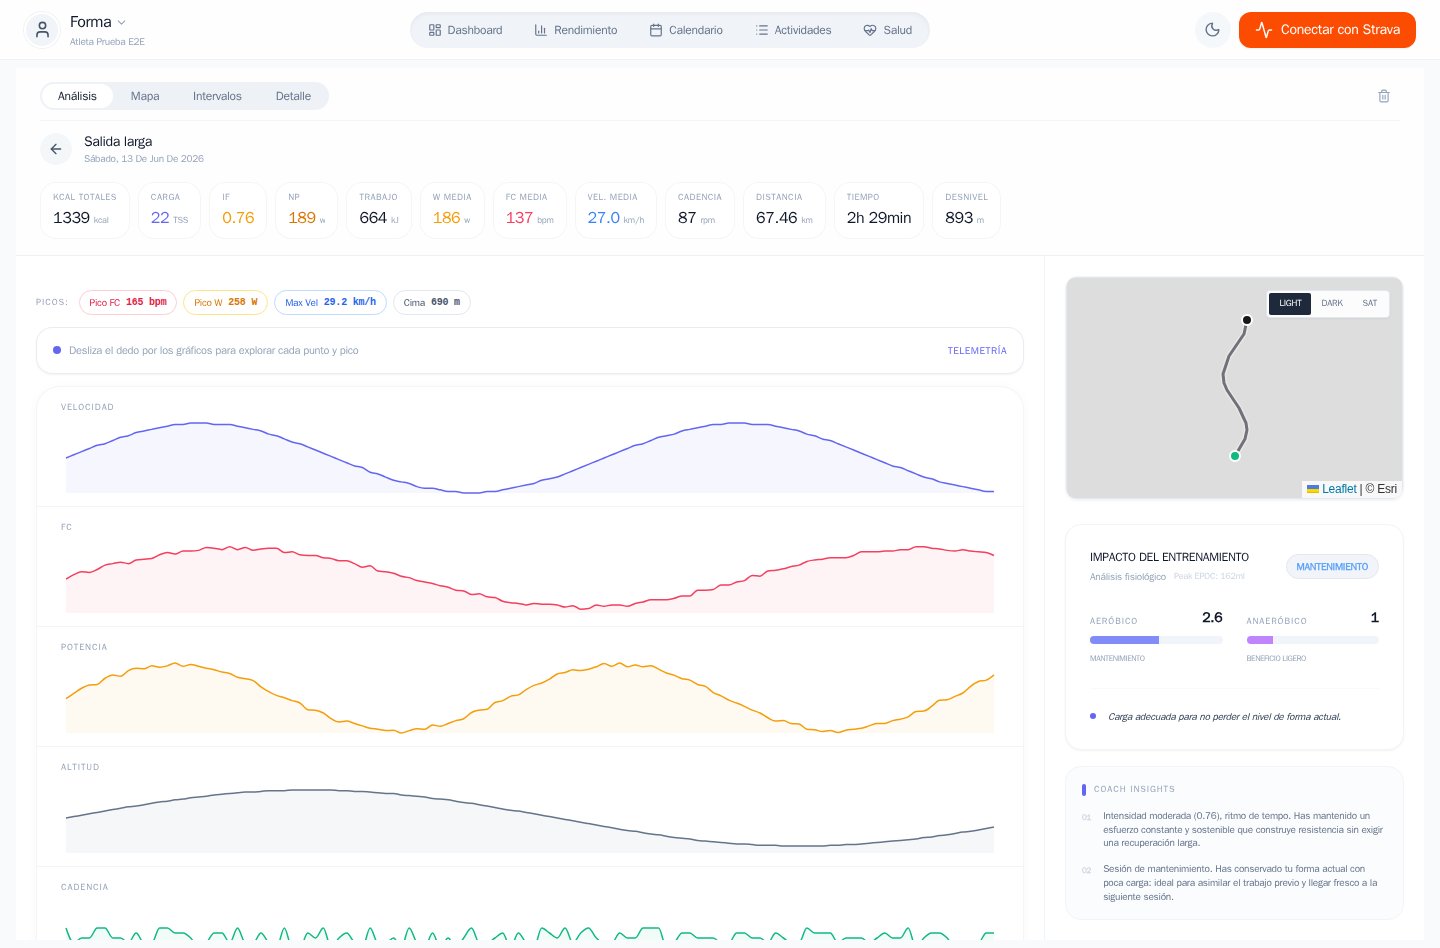 Forma
Atleta Prueba E2E
Dashboard
Rendimiento
Calendario
Actividades
Salud
Conectar con Strava
Análisis
Mapa
Intervalos
Detalle
Salida larga
Sábado, 13 De Jun De 2026
KCAL TOTALES
1339 kcal
CARGA
22 TSS
IF
0.76
NP
189 w
TRABAJO
664 kJ
W MEDIA
186 w
FC MEDIA
137 bpm
VEL. MEDIA
27.0 km/h
CADENCIA
87 rpm
DISTANCIA
67.46 km
TIEMPO
2h 29min
DESNIVEL
893 m
PICOS:
Pico FC 165 bpm
Pico W 258 W
Max Vel 29.2 km/h
Cima 690 m
Desliza el dedo por los gráficos para explorar cada punto y pico
TELEMETRÍA
VELOCIDAD
FC
POTENCIA
ALTITUD
CADENCIA
LIGHT
DARK
SAT
Leaflet | © Esri
IMPACTO DEL ENTRENAMIENTO
Análisis fisiológico Peak EPOC: 162ml
MANTENIMIENTO
AERÓBICO 2.6
MANTENIMIENTO
ANAERÓBICO 1
BENEFICIO LIGERO
Carga adecuada para no perder el nivel de forma actual.
COACH INSIGHTS
01 Intensidad moderada (0.76), ritmo de tempo. Has mantenido un
esfuerzo constante y sostenible que construye resistencia sin exigir
una recuperación larga.
02 Sesión de mantenimiento. Has conservado tu forma actual con
poca carga: ideal para asimilar el trabajo previo y llegar fresco a la
siguiente sesión.